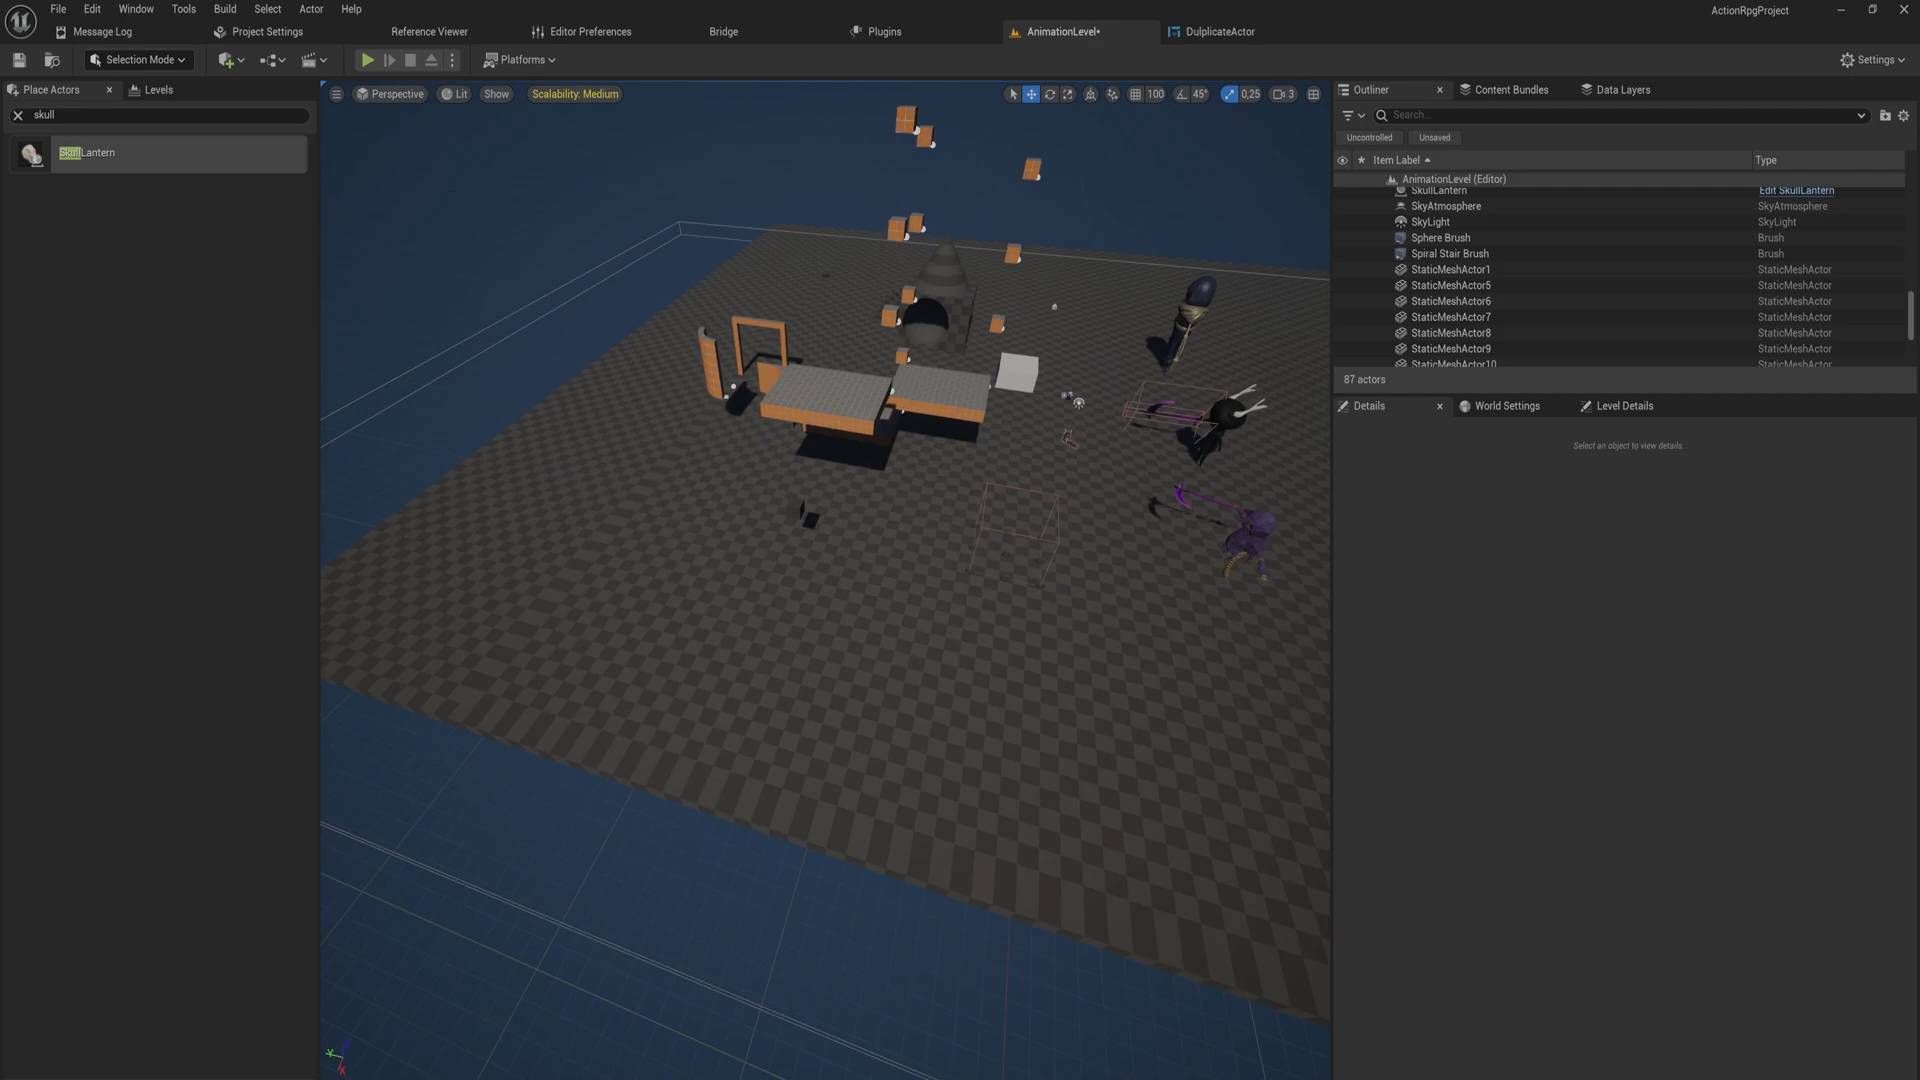 File Edit Window Tools Build Select Actor Help
ActionRpgProject
Message Log Project Settings Reference Viewer Editor Preferences Bridge Plugins AnimationLevel• DulplicateActor
Selection Mode Platforms Settings
Place Actors Levels
skull
SkullLantern
Perspective Lit Show Scalability: Medium 100 45° 0,25 3
Outliner Content Bundles Data Layers
Search...
Uncontrolled Unsaved
Item Label Type
AnimationLevel (Editor)
SkullLantern Edit SkullLantern
SkyAtmosphere SkyAtmosphere
SkyLight SkyLight
Sphere Brush Brush
Spiral Stair Brush Brush
StaticMeshActor1 StaticMeshActor
StaticMeshActor5 StaticMeshActor
StaticMeshActor6 StaticMeshActor
StaticMeshActor7 StaticMeshActor
StaticMeshActor8 StaticMeshActor
StaticMeshActor9 StaticMeshActor
StaticMeshActor10 StaticMeshActor
87 actors
Details World Settings Level Details
Select an object to view details.
Y
X